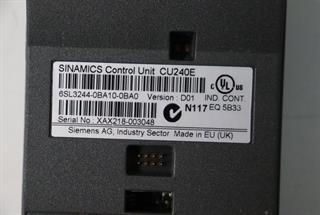 SINAMICS Control Unit CU240E
6SL3244-0BA10-0BA0 Version : D01 IND. CONT.
N117 EQ 5B33
Serial No : XAX218-003048
Siemens AG, Industry Sector Made in EU (UK)